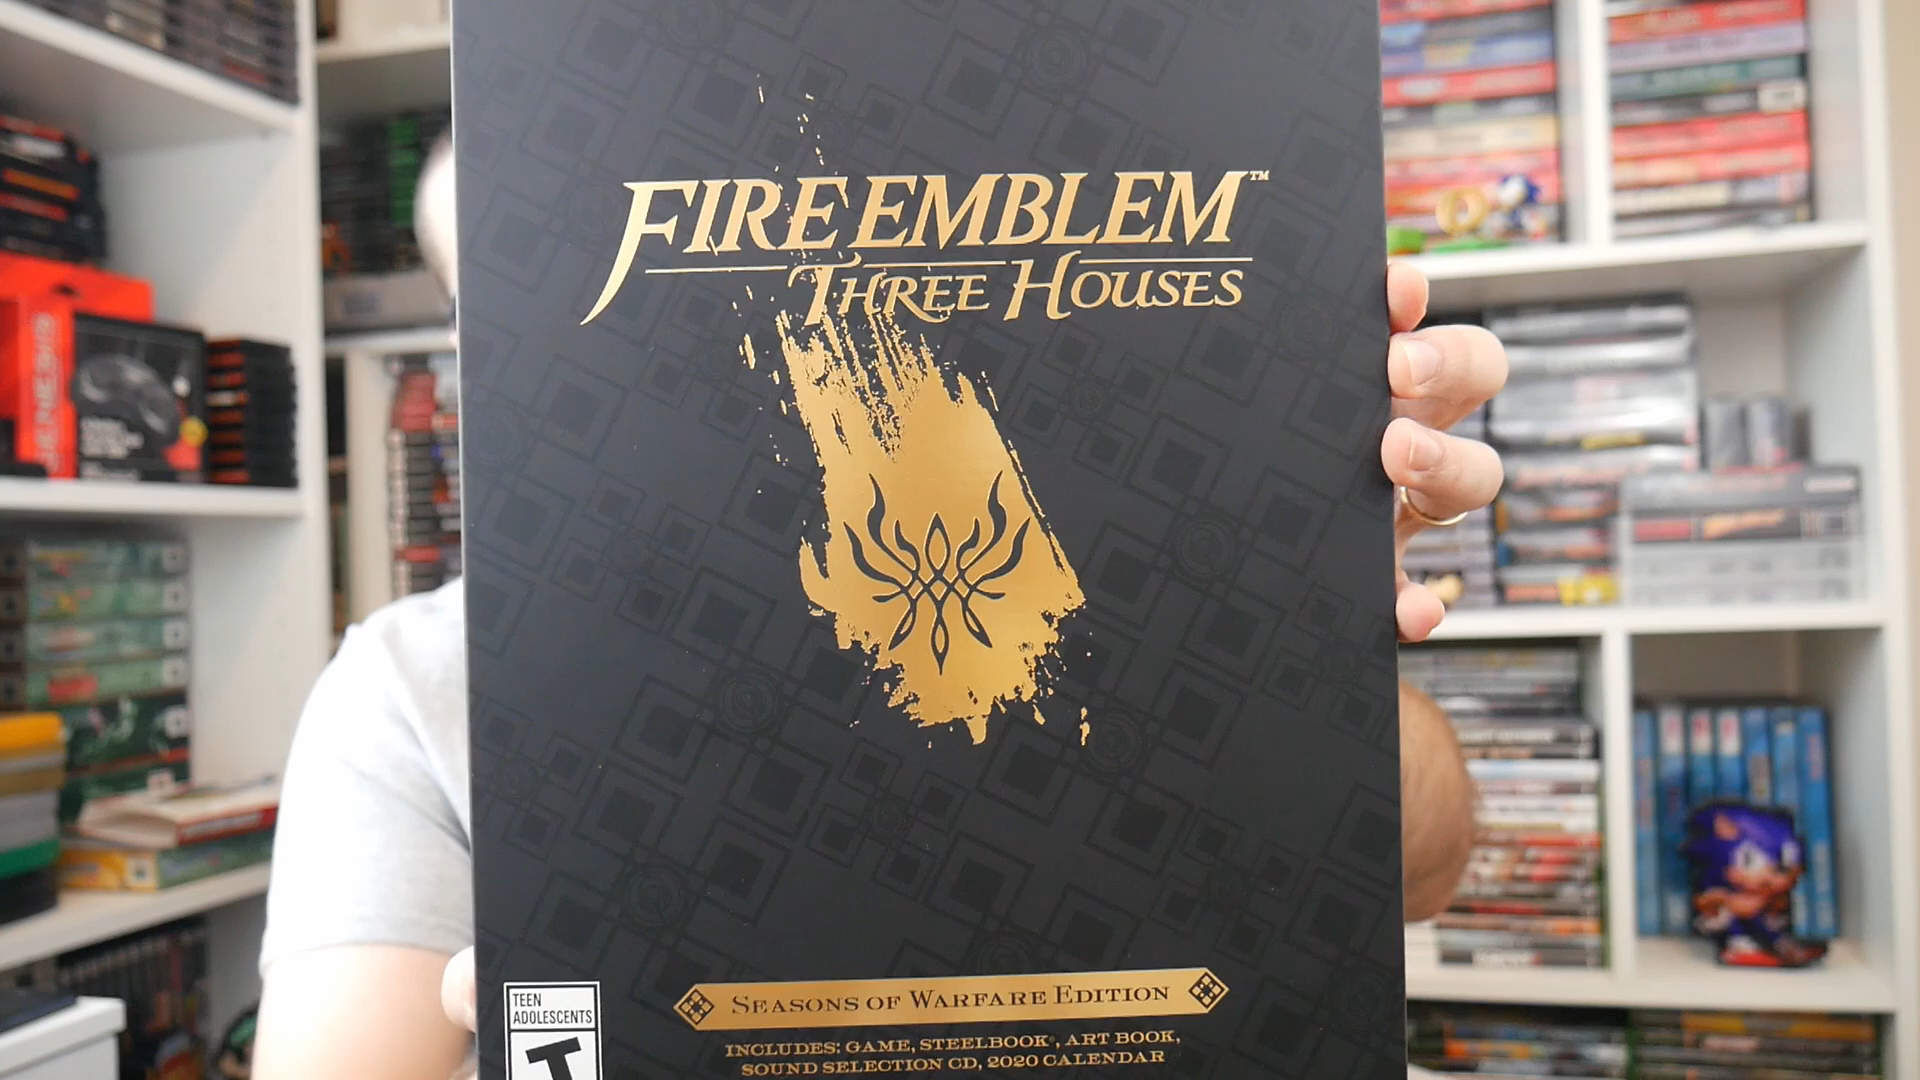 FIRE EMBLEM™
THREE HOUSES
GENESIS
SEASONS OF WARFARE EDITION
INCLUDES: GAME, STEELBOOK®, ART BOOK,
SOUND SELECTION CD, 2020 CALENDAR
TEEN
ADOLESCENTS
T